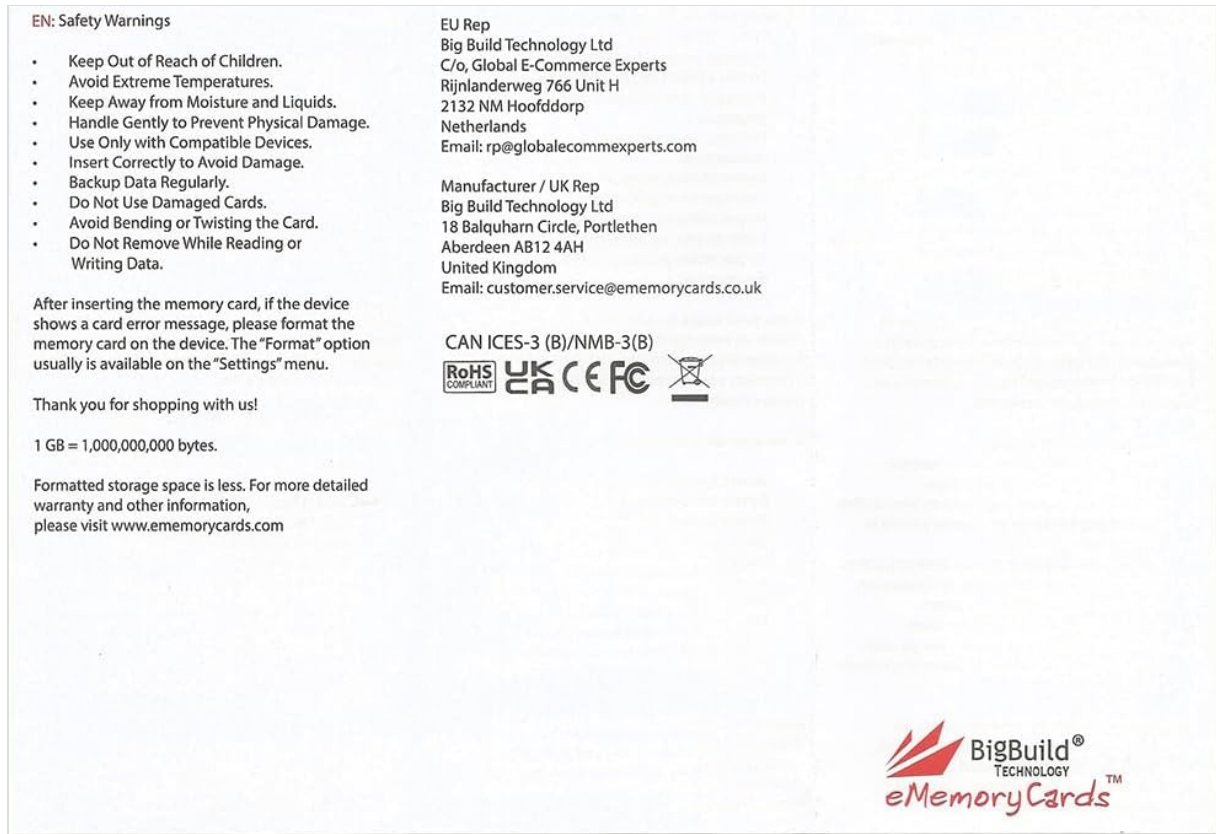 EN: Safety Warnings
• Keep Out of Reach of Children.
• Avoid Extreme Temperatures.
• Keep Away from Moisture and Liquids.
• Handle Gently to Prevent Physical Damage.
• Use Only with Compatible Devices.
• Insert Correctly to Avoid Damage.
• Backup Data Regularly.
• Do Not Use Damaged Cards.
• Avoid Bending or Twisting the Card.
• Do Not Remove While Reading or
Writing Data.
After inserting the memory card, if the device
shows a card error message, please format the
memory card on the device. The "Format" option
usually is available on the "Settings" menu.
Thank you for shopping with us!
1 GB = 1,000,000,000 bytes.
Formatted storage space is less. For more detailed
warranty and other information,
please visit www.ememorycards.com
EU Rep
Big Build Technology Ltd
C/o, Global E-Commerce Experts
Rijnlanderweg 766 Unit H
2132 NM Hoofddorp
Netherlands
Email: rp@globalecommexperts.com
Manufacturer / UK Rep
Big Build Technology Ltd
18 Balquharn Circle, Portlethen
Aberdeen AB12 4AH
United Kingdom
Email: customer.service@ememorycards.co.uk
CAN ICES-3 (B)/NMB-3(B)
RoHS
COMPLIANT
UK
CA
CE
FC
BigBuild®
TECHNOLOGY
eMemoryCards™